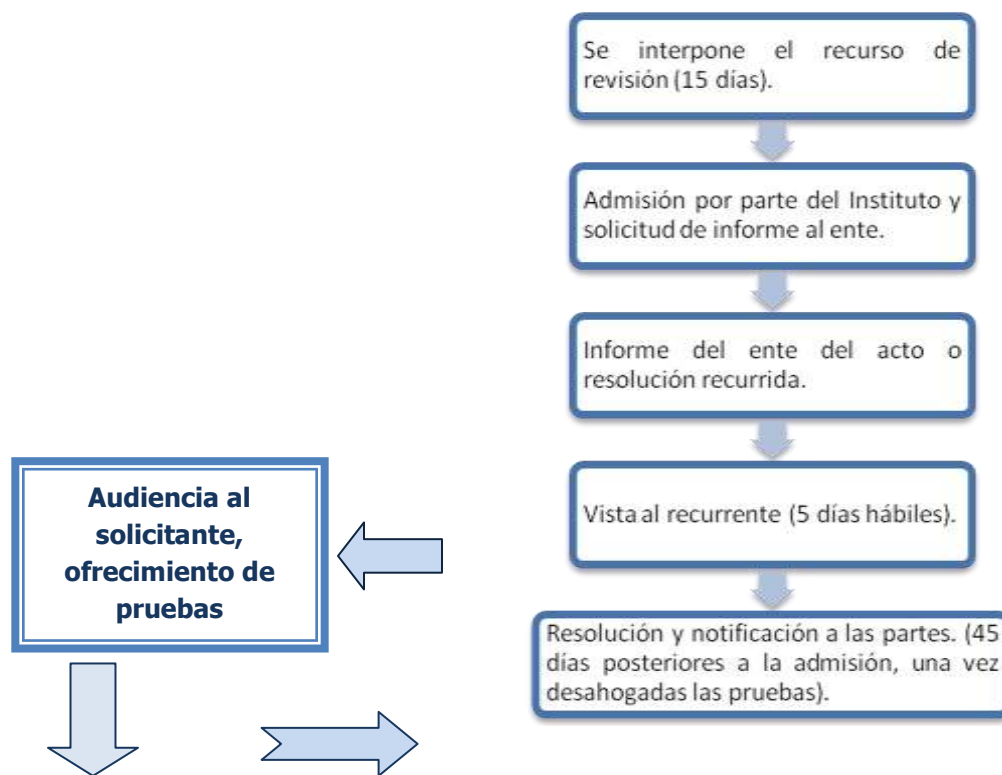 Se interpone el recurso de
revisión (15 días).
Admisión por parte del Instituto y
solicitud de informe al ente.
Informe del ente del acto o
resolución recurrida.
Vista al recurrente (5 días hábiles).
Audiencia al
solicitante,
ofrecimiento de
pruebas
Resolución y notificación a las partes. (45
días posteriores a la admisión, una vez
desahogadas las pruebas).